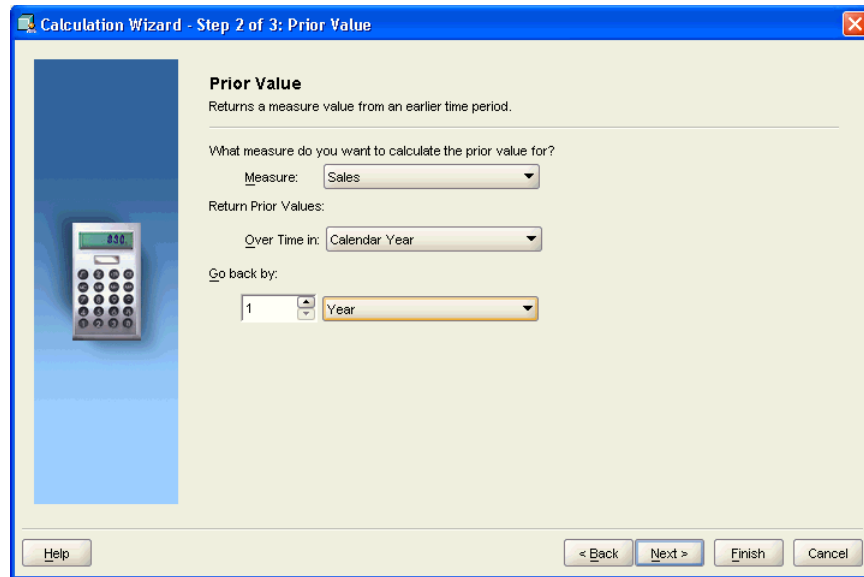 Calculation Wizard - Step 2 of 3: Prior Value
Prior Value
Returns a measure value from an earlier time period.
What measure do you want to calculate the prior value for?
Measure: Sales
Return Prior Values:
Over Time in: Calendar Year
Go back by:
1 Year
830.
Help < Back Next > Finish Cancel